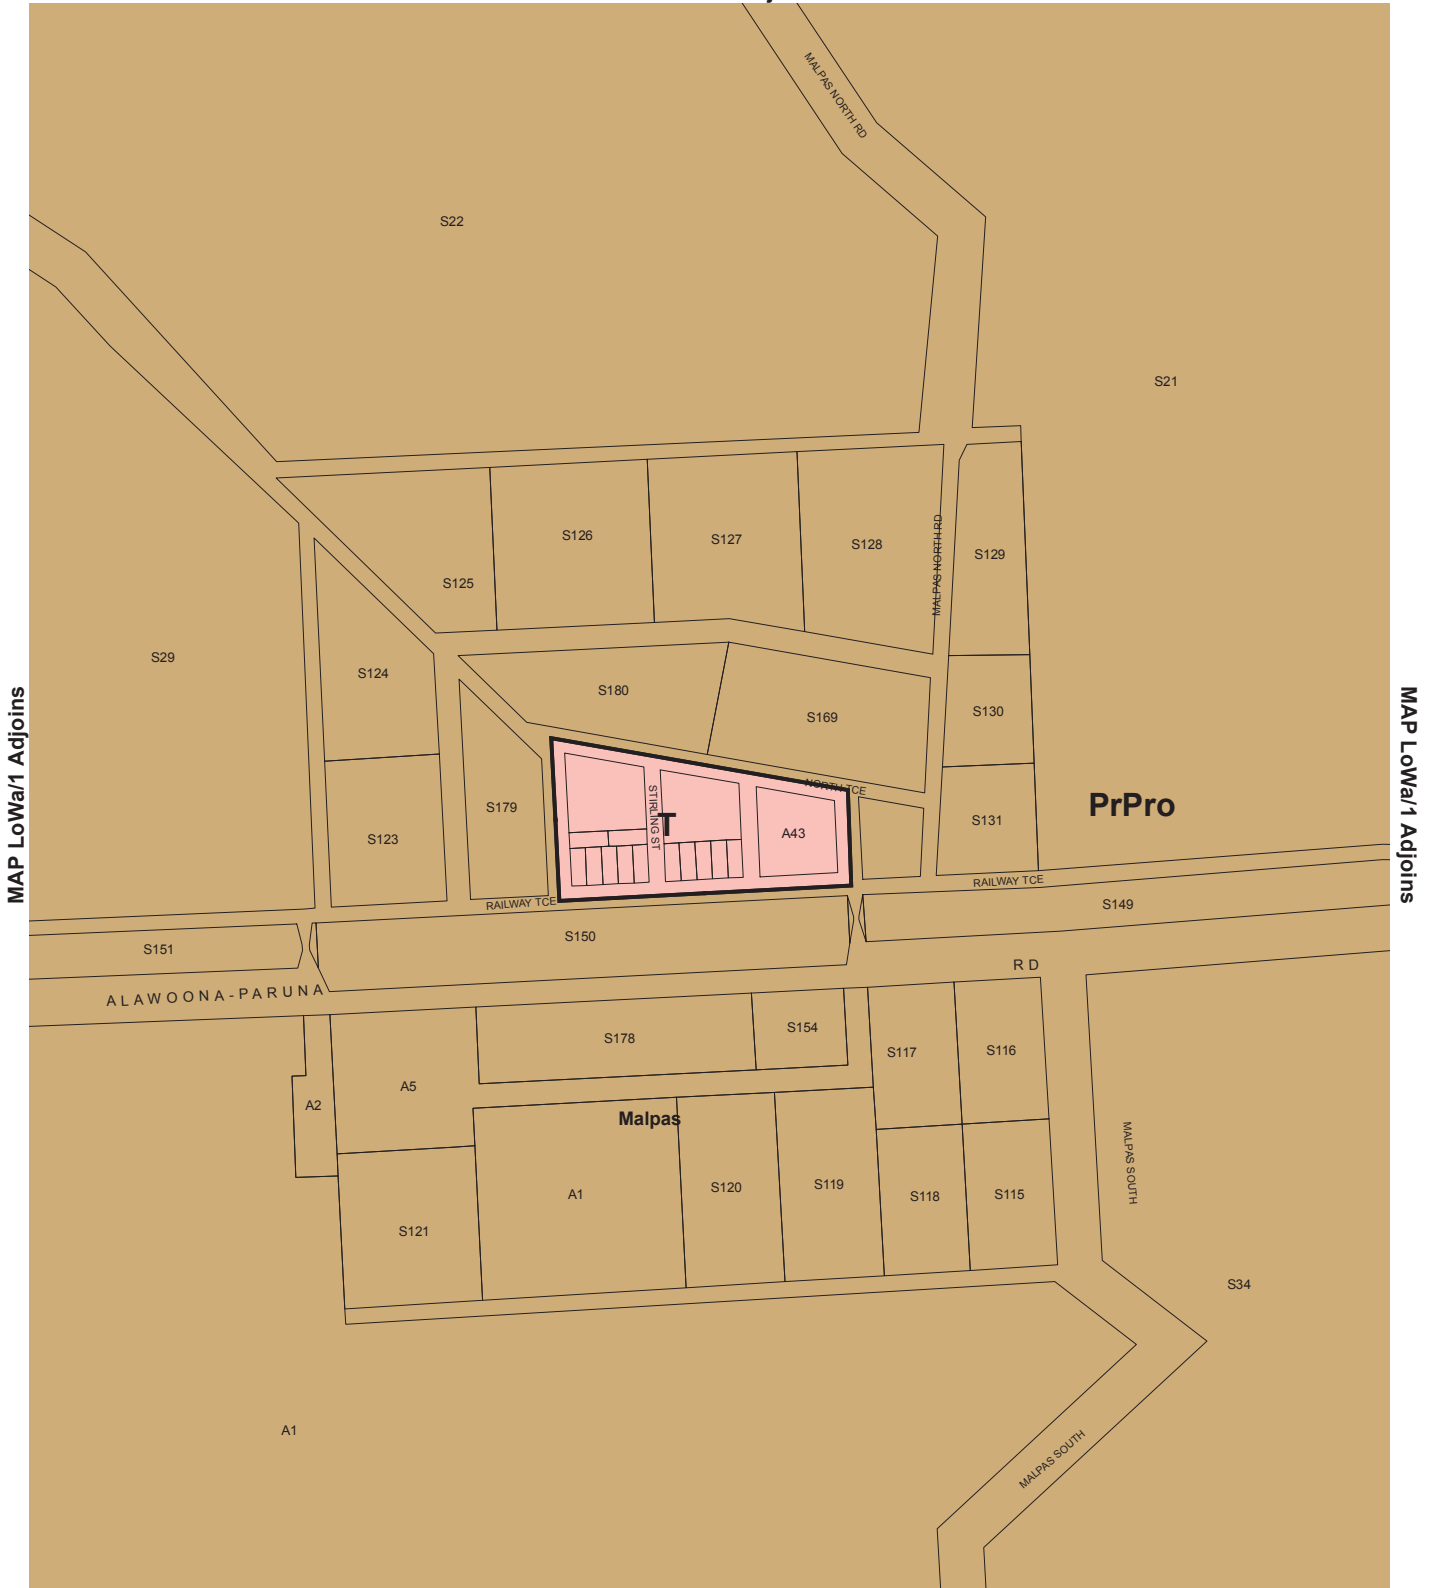 MALPAS NORTH RD
S22
S21
S126
S127
S128
MALPAS NORTH RD
S129
S125
S29
S124
S180
S169
S130
MAP LoWa/1 Adjoins
MAP LoWa/1 Adjoins
NORTH TCE
S179
STIRLING ST
T
A43
PrPro
S131
S123
RAILWAY TCE
RAILWAY TCE
S149
S150
S151
RD
ALAWOONA-PARUNA
S178
S154
S117
S116
A5
A2
Malpas
MALPAS SOUTH
A1
S120
S119
S118
S115
S121
S34
A1
MALPAS SOUTH